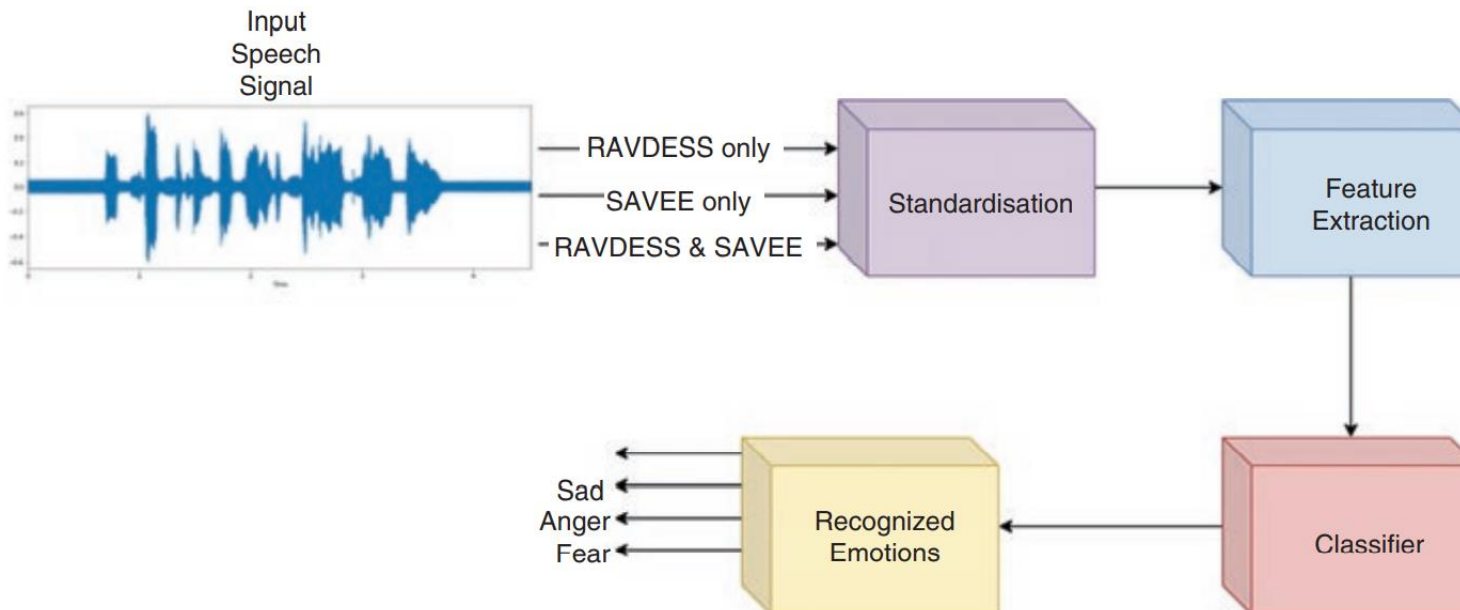 Input
Speech
Signal
RAVDESS only
SAVEE only
RAVDESS & SAVEE
Standardisation
Feature
Extraction
Sad
Anger
Fear
Recognized
Emotions
Classifier